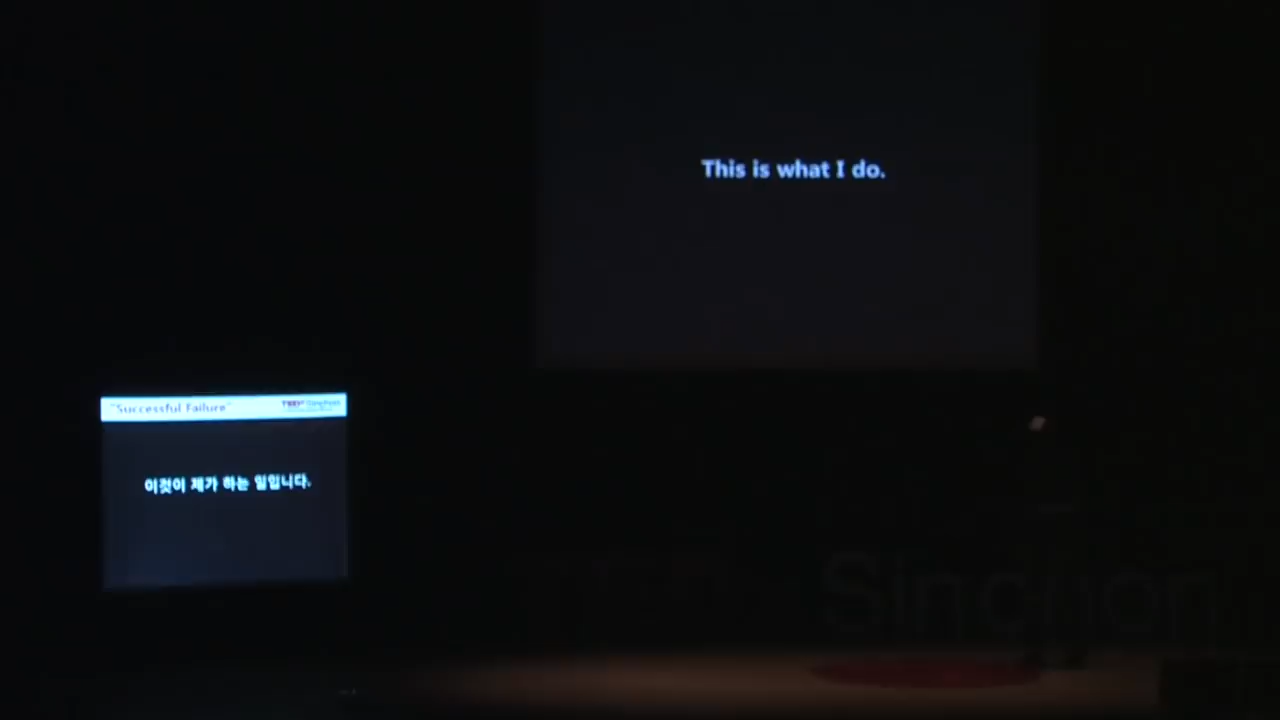 This is what I do.
"Successful Failure"
이것이 제가 하는 일입니다.
Sinchon